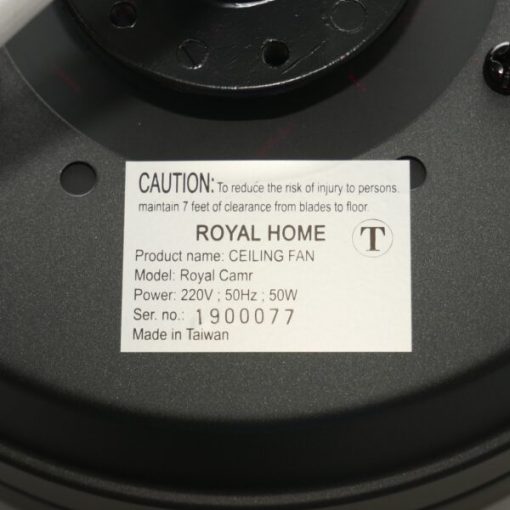 CAUTION: To reduce the risk of injury to persons.
maintain 7 feet of clearance from blades to floor.
ROYAL HOME
T
Product name: CEILING FAN
Model: Royal Camr
Power: 220V ; 50Hz ; 50W
Ser. no.: 1900077
Made in Taiwan